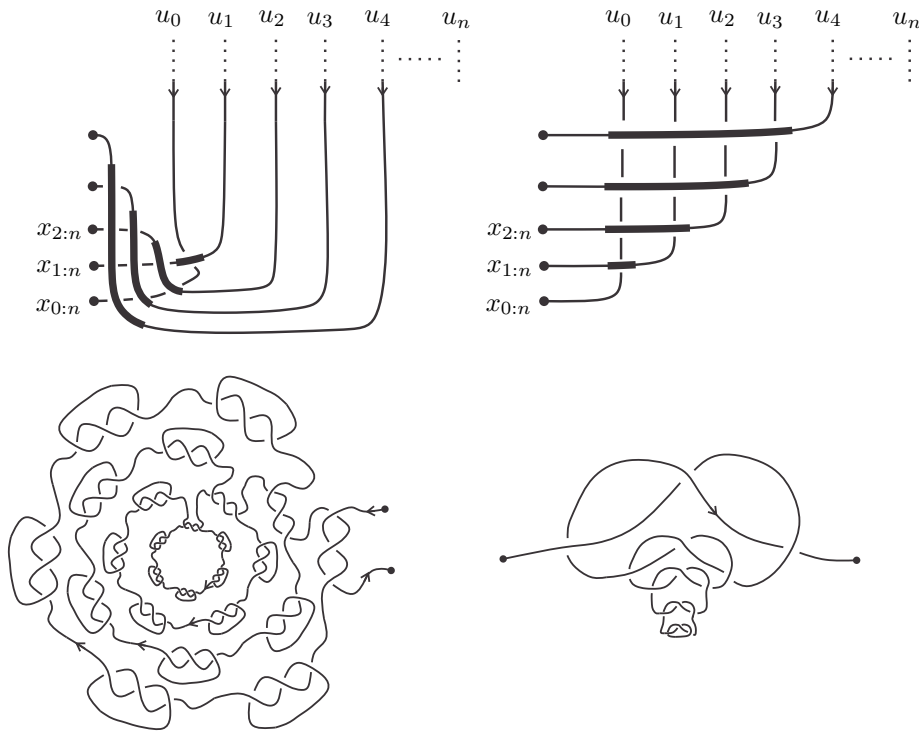 u₀ u₁ u₂ u₃ u₄ ...... uₙ
u₀ u₁ u₂ u₃ u₄ ...... uₙ
x₂:ₙ
x₁:ₙ
x₀:ₙ
x₂:ₙ
x₁:ₙ
x₀:ₙ